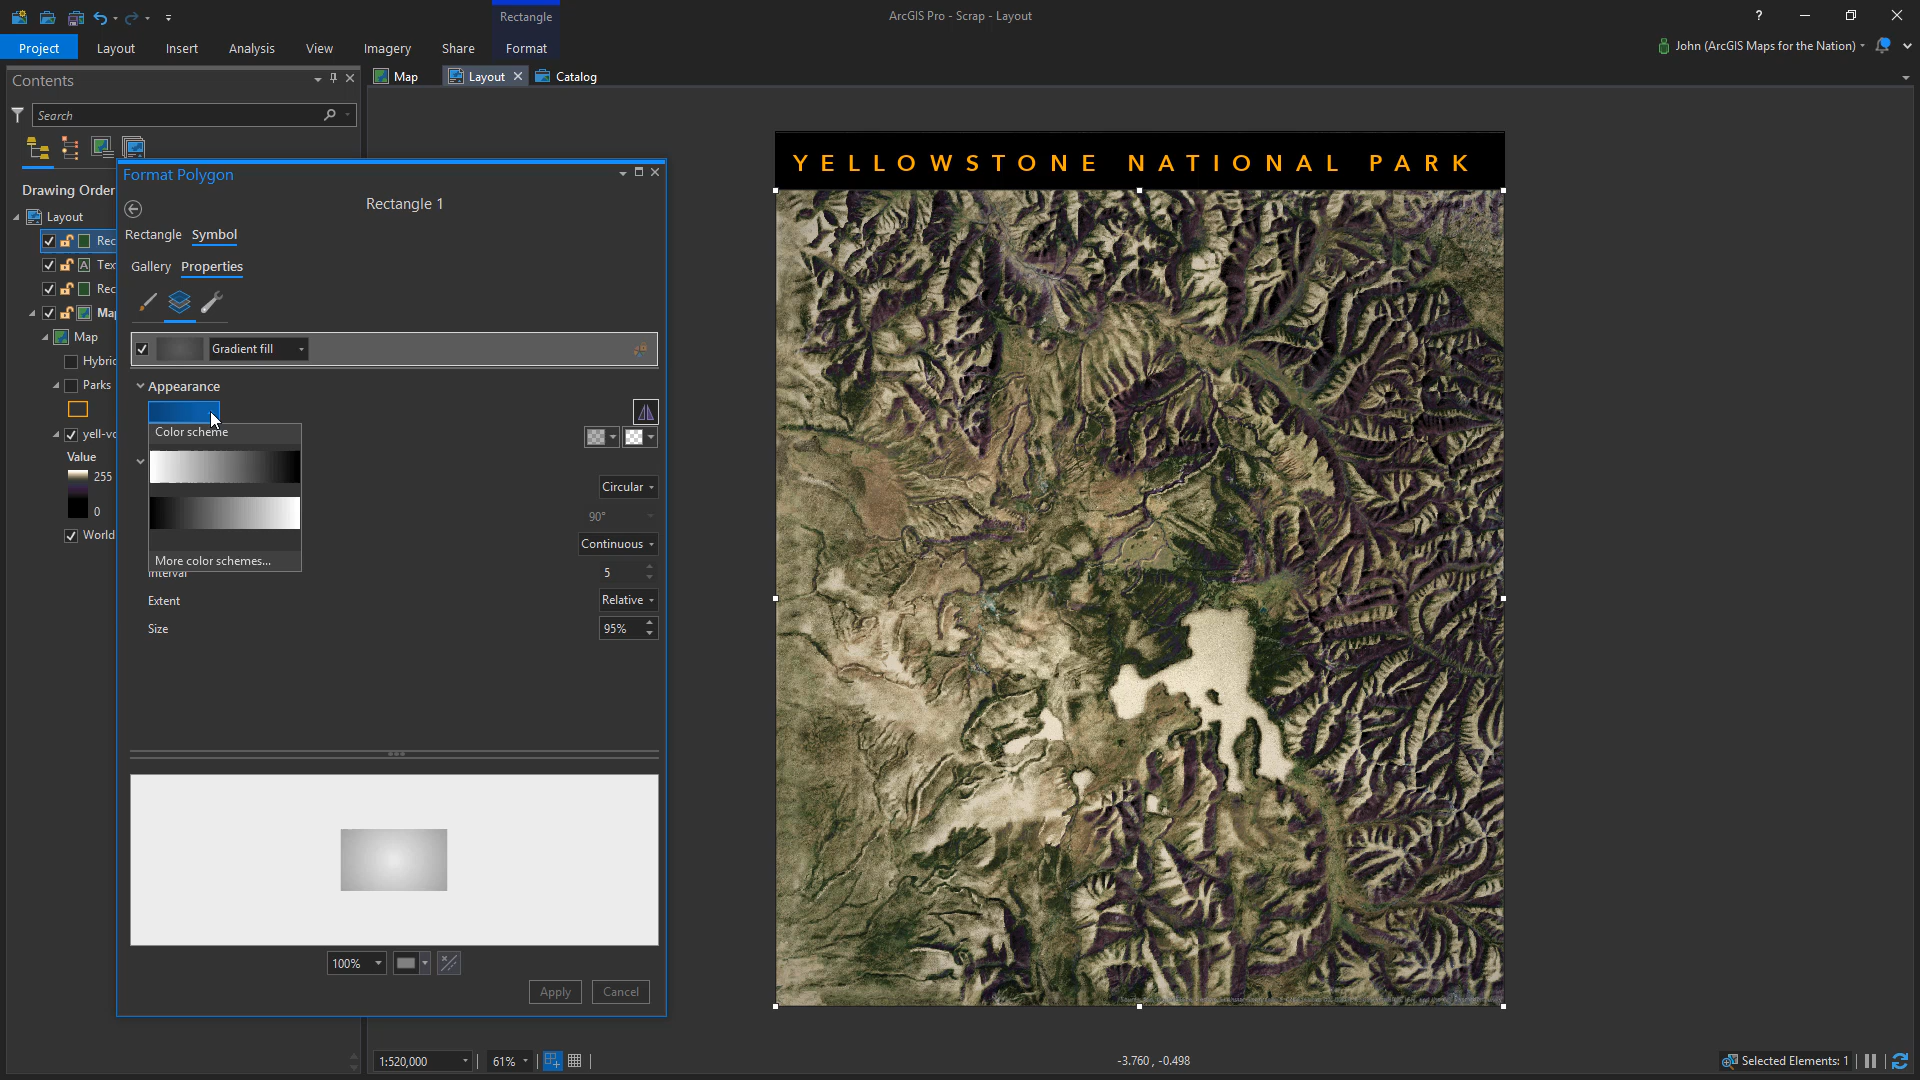 Rectangle
ArcGIS Pro - Scrap - Layout
?
Project
Layout
Insert
Analysis
View
Imagery
Share
Format
John (ArcGIS Maps for the Nation)
Contents
Map
Layout
Catalog
Search
Drawing Order
Layout
Rec
Tex
Rec
Map
Map
Hybri
Parks
yell-v
Value
255
0
World
Format Polygon
Rectangle 1
Rectangle
Symbol
Gallery
Properties
Gradient fill
Appearance
Color scheme
More color schemes...
Circular
90°
Continuous
Interval
5
Extent
Relative
Size
95%
100%
Apply
Cancel
YELLOWSTONE NATIONAL PARK
1:520,000
61%
-3.760 , -0.498
Selected Elements: 1